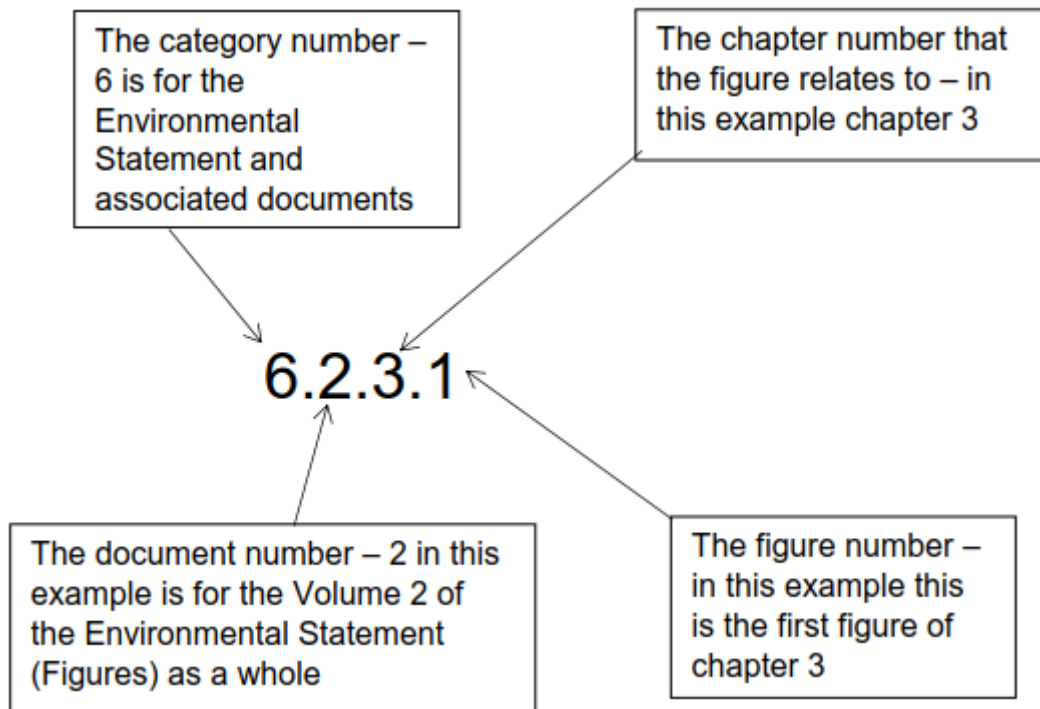 The category number –
6 is for the
Environmental
Statement and
associated documents
The chapter number that
the figure relates to – in
this example chapter 3
6.2.3.1
The document number – 2 in this
example is for the Volume 2 of
the Environmental Statement
(Figures) as a whole
The figure number –
in this example this
is the first figure of
chapter 3